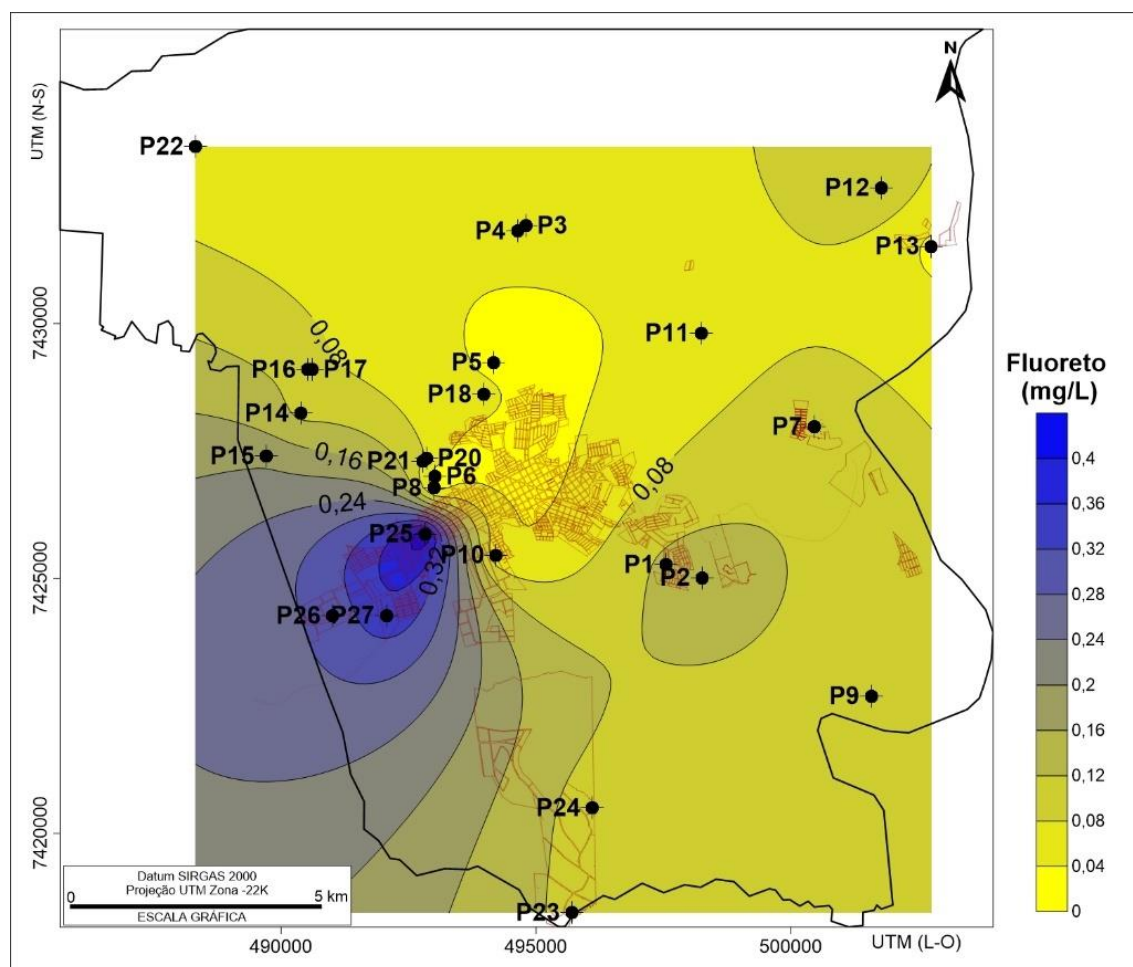 N
UTM (N-S)
P22
P12
P4
P3
P13
7430000
0,08
P11
P5
P16
P17
P18
P14
P7
P15
0,16
P21
P20
P6
0,08
P8
0,24
P25
P10
7425000
0,32
P1
P2
P26
P27
P9
P24
7420000
P23
Datum SIRGAS 2000
Projeção UTM Zona -22K
0 5 km
ESCALA GRÁFICA
490000 495000 500000 UTM (L-O)
Fluoreto
(mg/L)
0,4
0,36
0,32
0,28
0,24
0,2
0,16
0,12
0,08
0,04
0